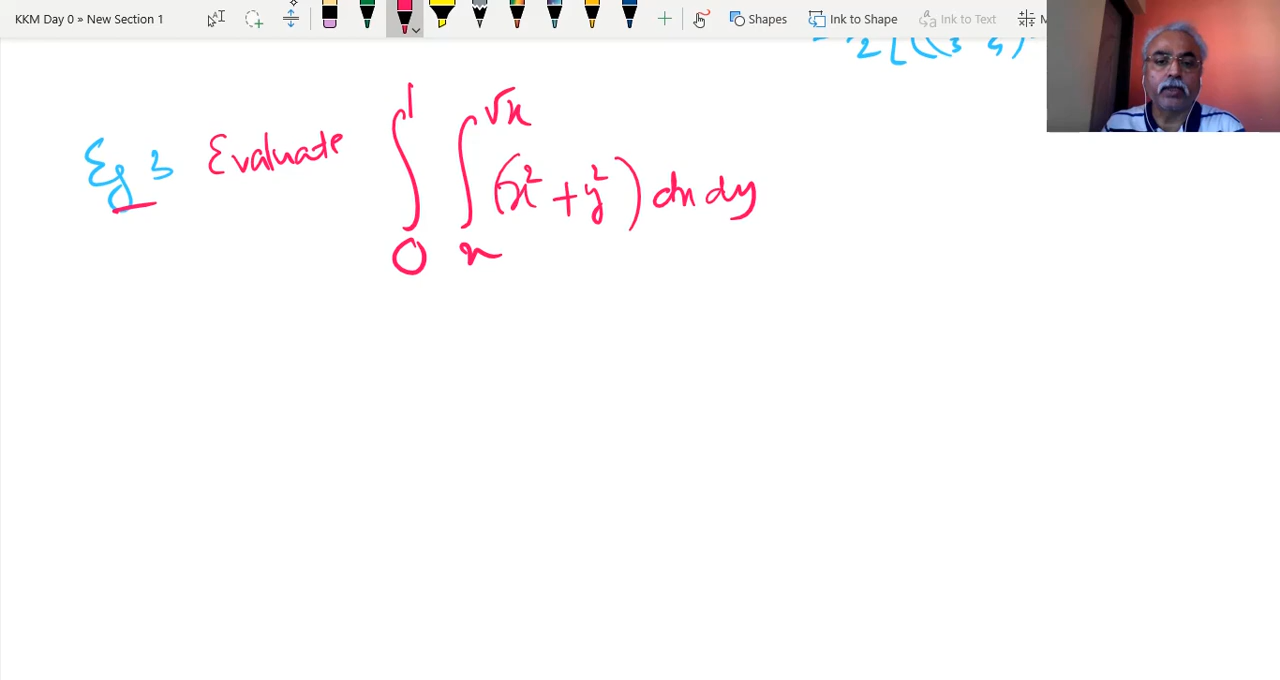 KKM Day 0 » New Section 1
Shapes
Ink to Shape
Ink to Text
M
Eg 3 Evaluate ∫₀¹ ∫ₓ^√x (x² + y²) dx dy